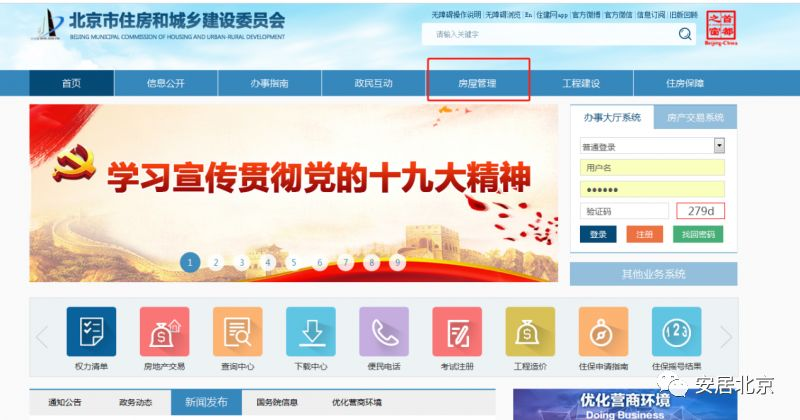 北京市住房和城乡建设委员会
BEIJING MUNICIPAL COMMISSION OF HOUSING AND URBAN-RURAL DEVELOPMENT
无障碍操作说明 | 无障碍浏览 | En | 住建网app | 官方微博 | 官方微信 | 信息订阅 | 旧版回顾
请输入关键字
首都之窗
Beijing-China
首页 信息公开 办事指南 政民互动 房屋管理 工程建设 住房保障
学习宣传贯彻党的十九大精神
1 2 3 4 5 6 7 8 9
办事大厅系统 房产交易系统
普通登录
用户名
●●●●●●
验证码 279d
登录 注册 找回密码
其他业务系统
权力清单 房地产交易 查询中心 下载中心 便民电话 考试注册 工程造价 住保申请指南 住保摇号结果
123
通知公告 政务动态 新闻发布 国务院信息 优化营商环境
优化营商环境
Doing Business
安居北京